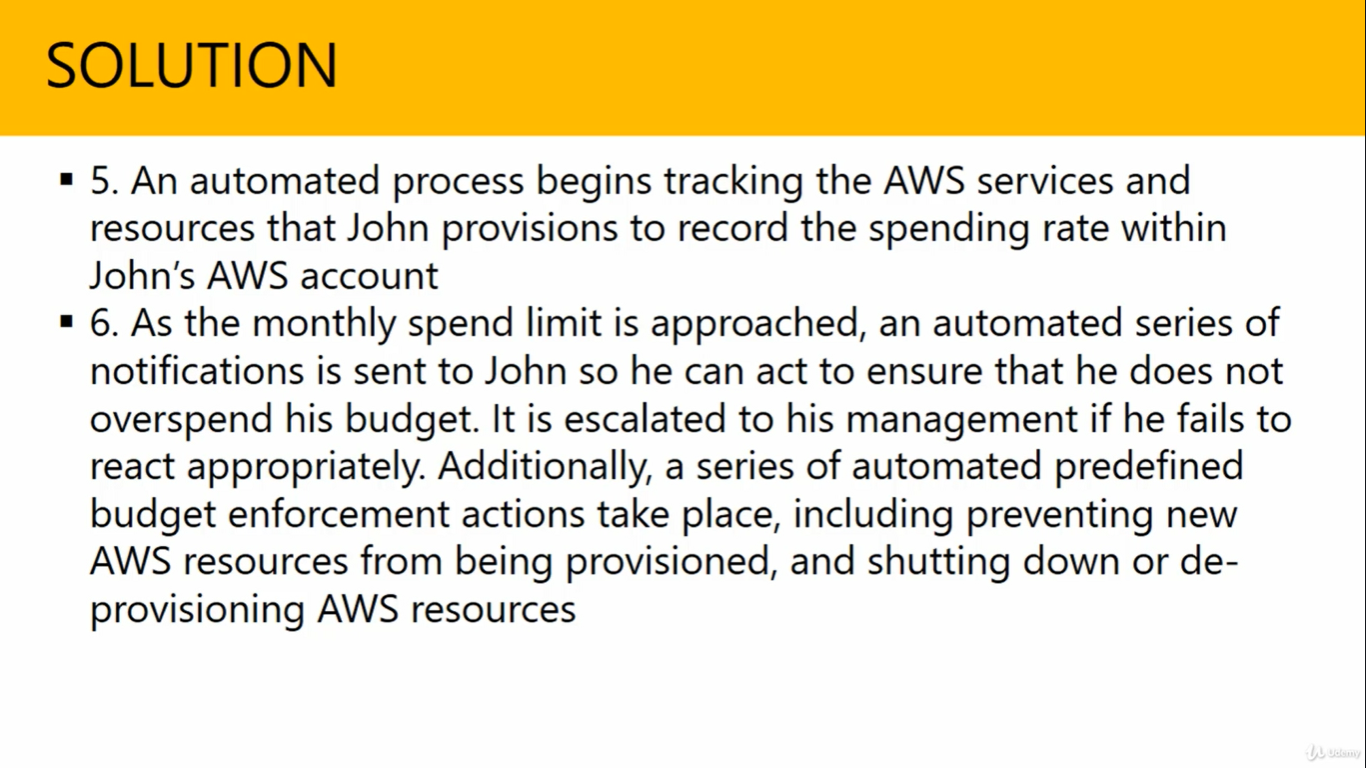 SOLUTION
▪ 5. An automated process begins tracking the AWS services and
resources that John provisions to record the spending rate within
John’s AWS account
▪ 6. As the monthly spend limit is approached, an automated series of
notifications is sent to John so he can act to ensure that he does not
overspend his budget. It is escalated to his management if he fails to
react appropriately. Additionally, a series of automated predefined
budget enforcement actions take place, including preventing new
AWS resources from being provisioned, and shutting down or de-
provisioning AWS resources
Udemy